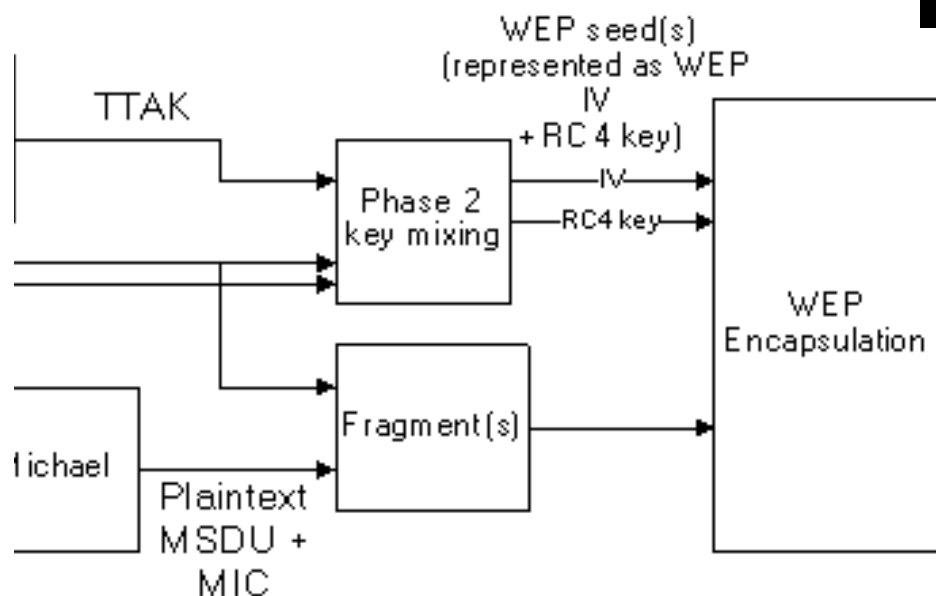 WEP seed(s)
(represented as WEP
IV
+ RC4 key)
TTAK
IV
Phase 2
key mixing
RC4 key
WEP
Encapsulation
Fragment(s)
Plaintext
MSDU +
MIC